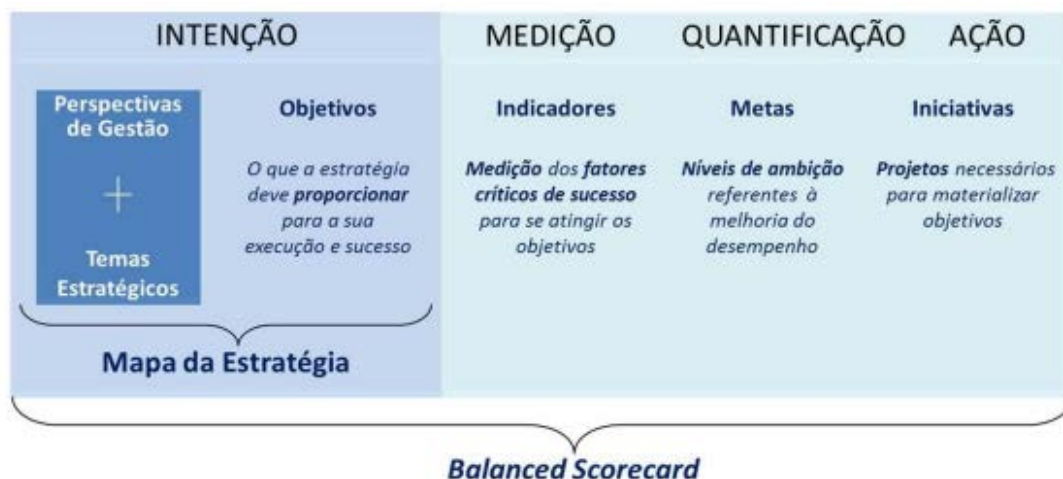 INTENÇÃO
MEDIÇÃO
QUANTIFICAÇÃO
AÇÃO
Perspectivas
de Gestão
+
Temas
Estratégicos
Objetivos
O que a estratégia
deve proporcionar
para a sua
execução e sucesso
Indicadores
Medição dos fatores
críticos de sucesso
para se atingir os
objetivos
Metas
Níveis de ambição
referentes à
melhoria do
desempenho
Iniciativas
Projetos necessários
para materializar
objetivos
Mapa da Estratégia
Balanced Scorecard